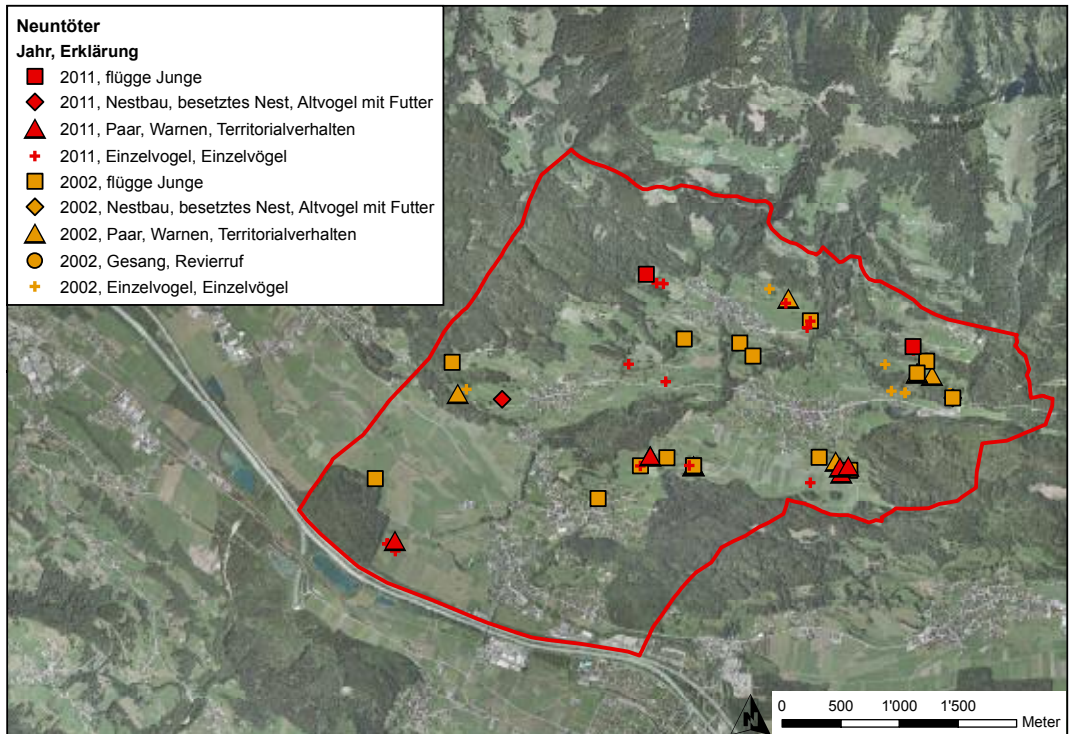 Neuntöter
Jahr, Erklärung
2011, flügge Junge
2011, Nestbau, besetztes Nest, Altvogel mit Futter
2011, Paar, Warnen, Territorialverhalten
2011, Einzelvogel, Einzelvögel
2002, flügge Junge
2002, Nestbau, besetztes Nest, Altvogel mit Futter
2002, Paar, Warnen, Territorialverhalten
2002, Gesang, Revierruf
2002, Einzelvogel, Einzelvögel
N
0 500 1'000 1'500
Meter